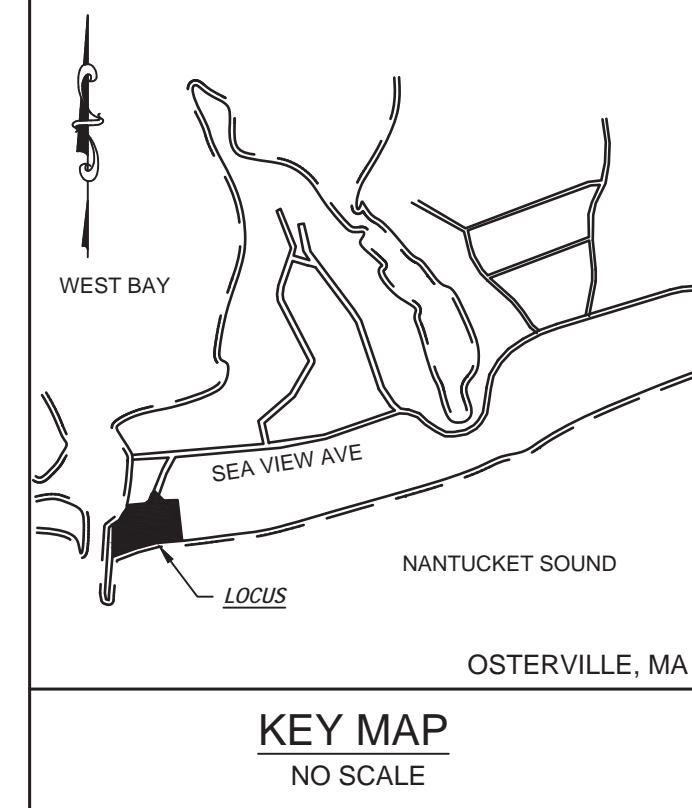 WEST BAY
SEA VIEW AVE
NANTUCKET SOUND
LOCUS
OSTERVILLE, MA
KEY MAP
NO SCALE